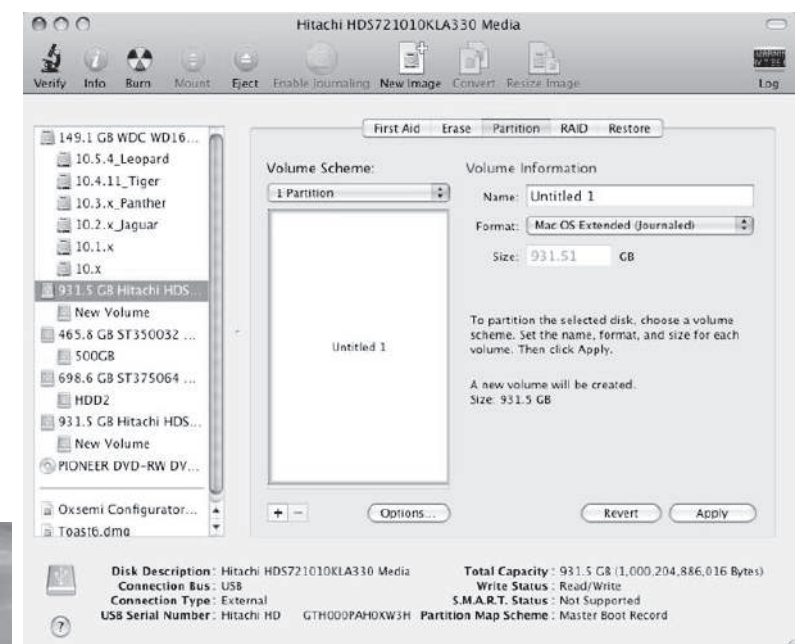 Hitachi HDS721010KLA330 Media
Verify Info Burn Mount Eject Enable Journaling New Image Convert Resize Image Log
First Aid Erase Partition RAID Restore
149.1 GB WDC WD16...
10.5.4_Leopard
10.4.11_Tiger
10.3.x_Panther
10.2.x_Jaguar
10.1.x
10.x
931.5 GB Hitachi HDS...
New Volume
465.8 GB ST350032 ...
500GB
698.6 GB ST375064 ...
HDD2
931.5 GB Hitachi HDS...
New Volume
PIONEER DVD-RW DV...
Oxsemi Configurator...
Toast6.dmg
Volume Scheme:
1 Partition
Untitled 1
+ -
Options...
Volume Information
Name: Untitled 1
Format: Mac OS Extended (Journaled)
Size: 931.51 GB
To partition the selected disk, choose a volume
scheme. Set the name, format, and size for each
volume. Then click Apply.
A new volume will be created.
Size: 931.5 GB
Revert Apply
Disk Description : Hitachi HDS721010KLA330 Media
Connection Bus : USB
Connection Type : External
USB Serial Number : Hitachi HD GTH000PAH0KW3H
Total Capacity : 931.5 GB (1,000,204,886,016 Bytes)
Write Status : Read/Write
S.M.A.R.T. Status : Not Supported
Partition Map Scheme : Master Boot Record
?